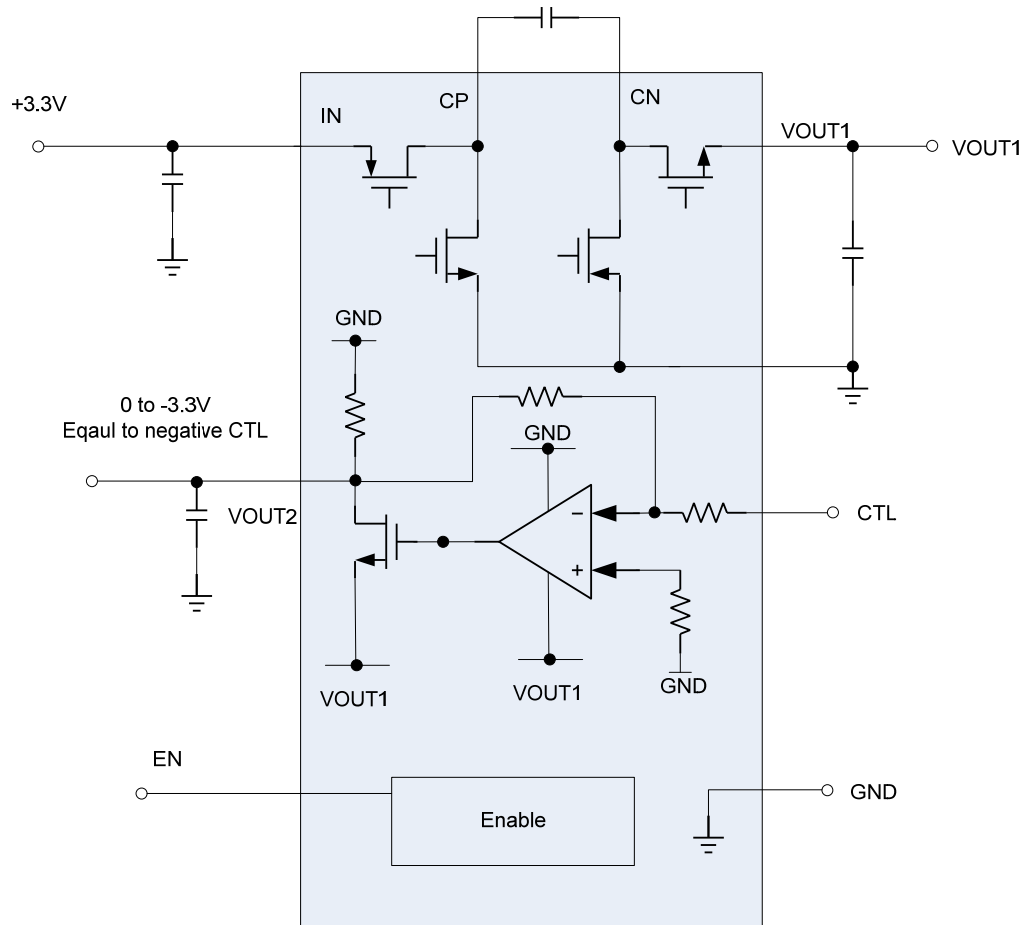 +3.3V
IN
CP
CN
VOUT1
VOUT1
GND
0 to -3.3V
Eqaul to negative CTL
GND
VOUT2
−
CTL
+
VOUT1
VOUT1
GND
EN
Enable
GND